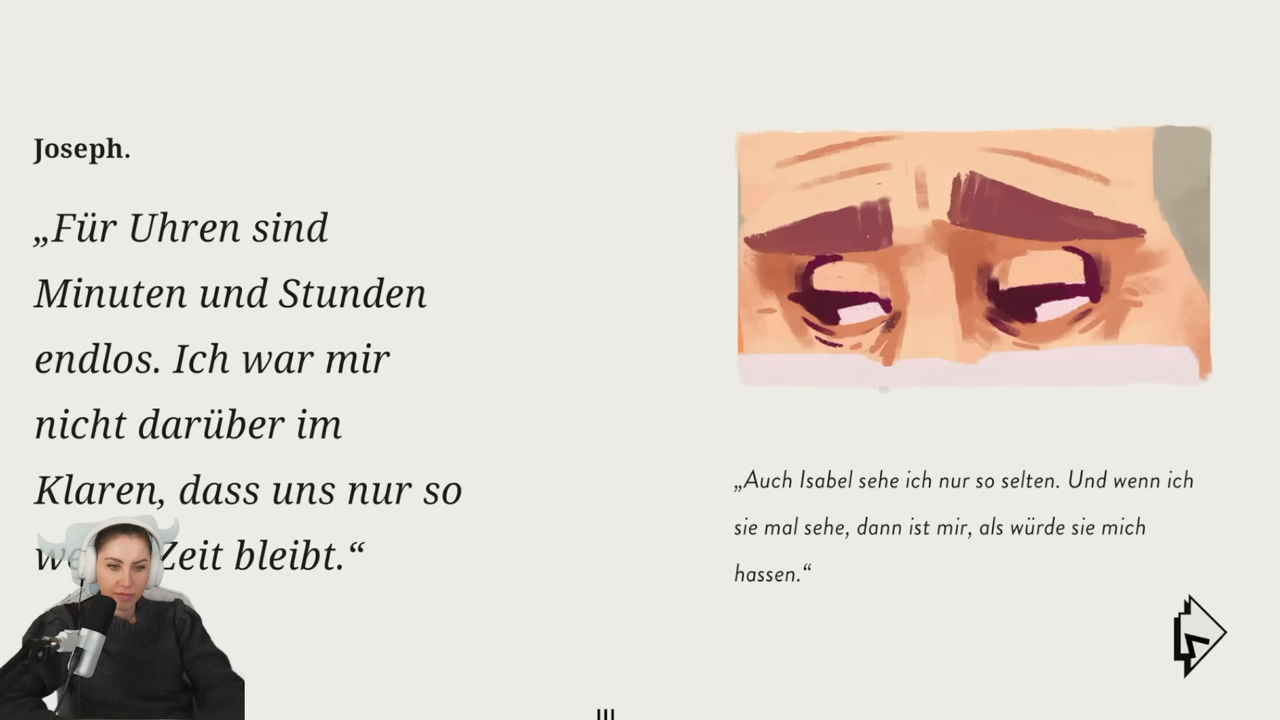 Joseph.
„Für Uhren sind
Minuten und Stunden
endlos. Ich war mir
nicht darüber im
Klaren, dass uns nur so
Zeit bleibt.“
„Auch Isabel sehe ich nur so selten. Und wenn ich
sie mal sehe, dann ist mir, als würde sie mich
hassen.“